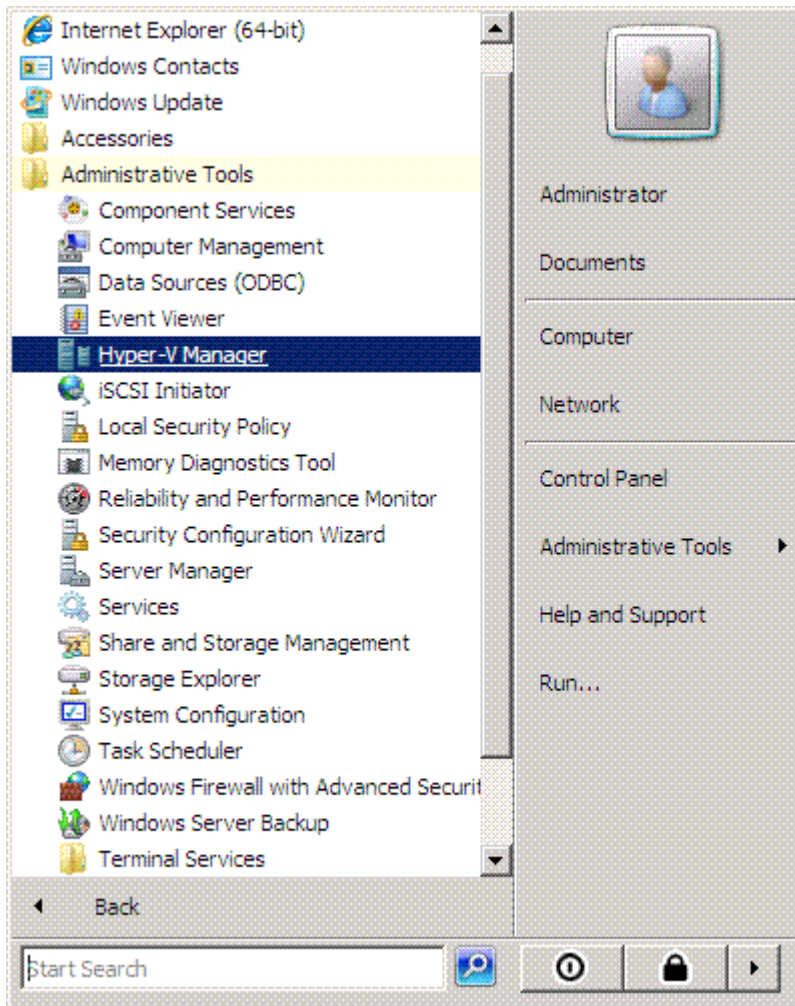 Internet Explorer (64-bit)
Windows Contacts
Windows Update
Accessories
Administrative Tools
Component Services
Computer Management
Data Sources (ODBC)
Event Viewer
Hyper-V Manager
iSCSI Initiator
Local Security Policy
Memory Diagnostics Tool
Reliability and Performance Monitor
Security Configuration Wizard
Server Manager
Services
Share and Storage Management
Storage Explorer
System Configuration
Task Scheduler
Windows Firewall with Advanced Securit
Windows Server Backup
Terminal Services
Back
Start Search
Administrator
Documents
Computer
Network
Control Panel
Administrative Tools
Help and Support
Run...